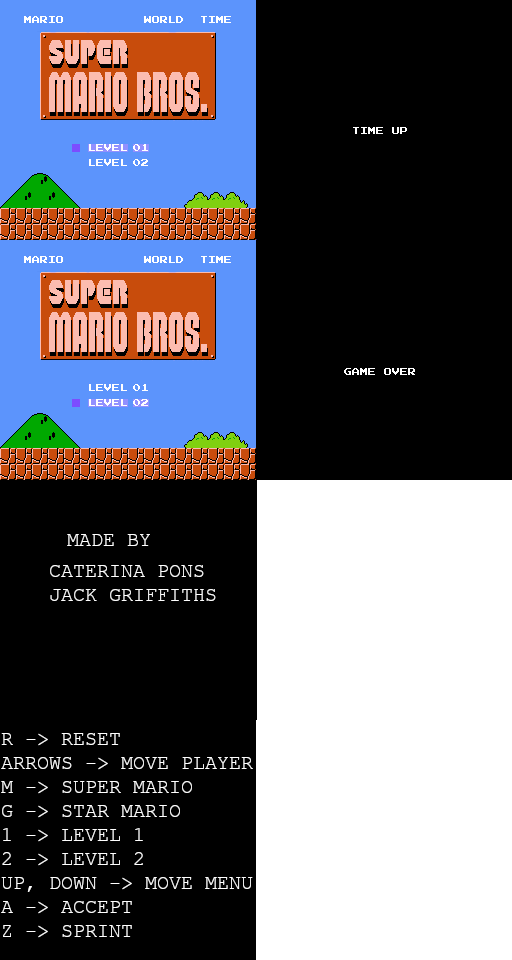 MARIO WORLD TIME
SUPER
MARIO BROS.
LEVEL 01
LEVEL 02
TIME UP
MARIO WORLD TIME
SUPER
MARIO BROS.
LEVEL 01
LEVEL 02
GAME OVER
MADE BY
CATERINA PONS
JACK GRIFFITHS
R -> RESET
ARROWS -> MOVE PLAYER
M -> SUPER MARIO
G -> STAR MARIO
1 -> LEVEL 1
2 -> LEVEL 2
UP, DOWN -> MOVE MENU
A -> ACCEPT
Z -> SPRINT